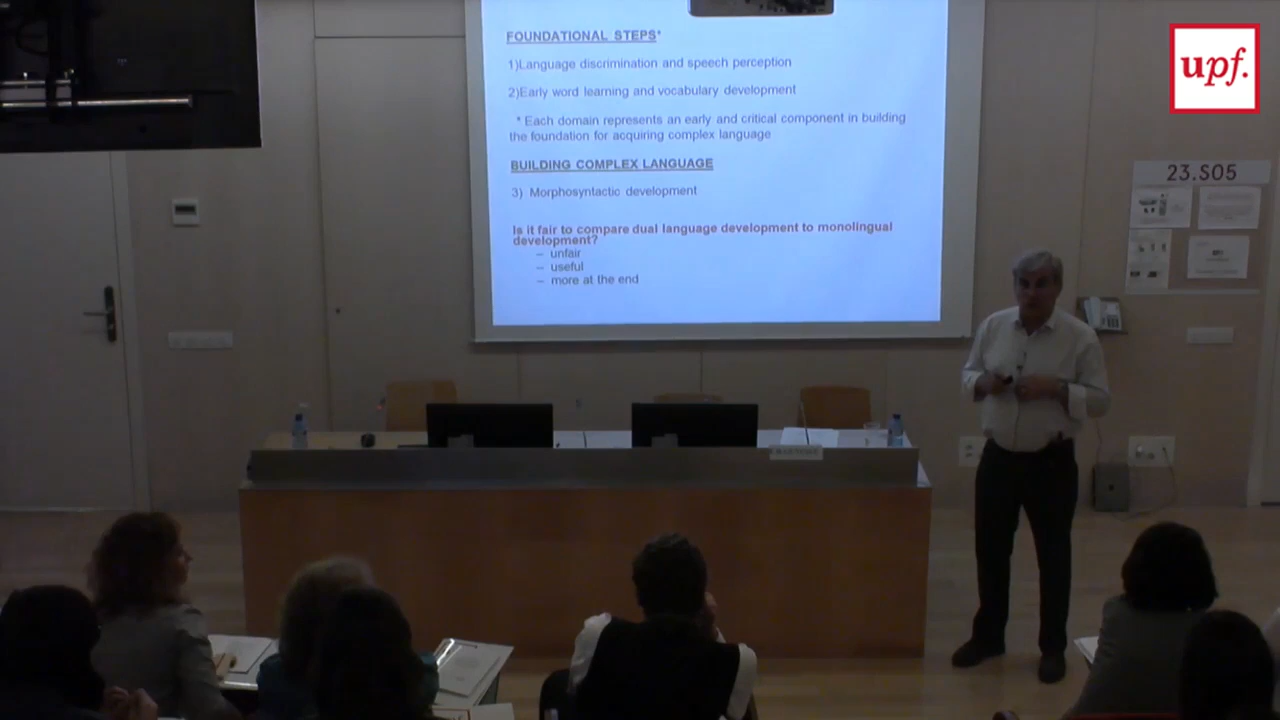 FOUNDATIONAL STEPS*
1)Language discrimination and speech perception
2)Early word learning and vocabulary development
* Each domain represents an early and critical component in building
the foundation for acquiring complex language
BUILDING COMPLEX LANGUAGE
3) Morphosyntactic development
Is it fair to compare dual language development to monolingual
development?
– unfair
– useful
– more at the end
upf.
23.S05